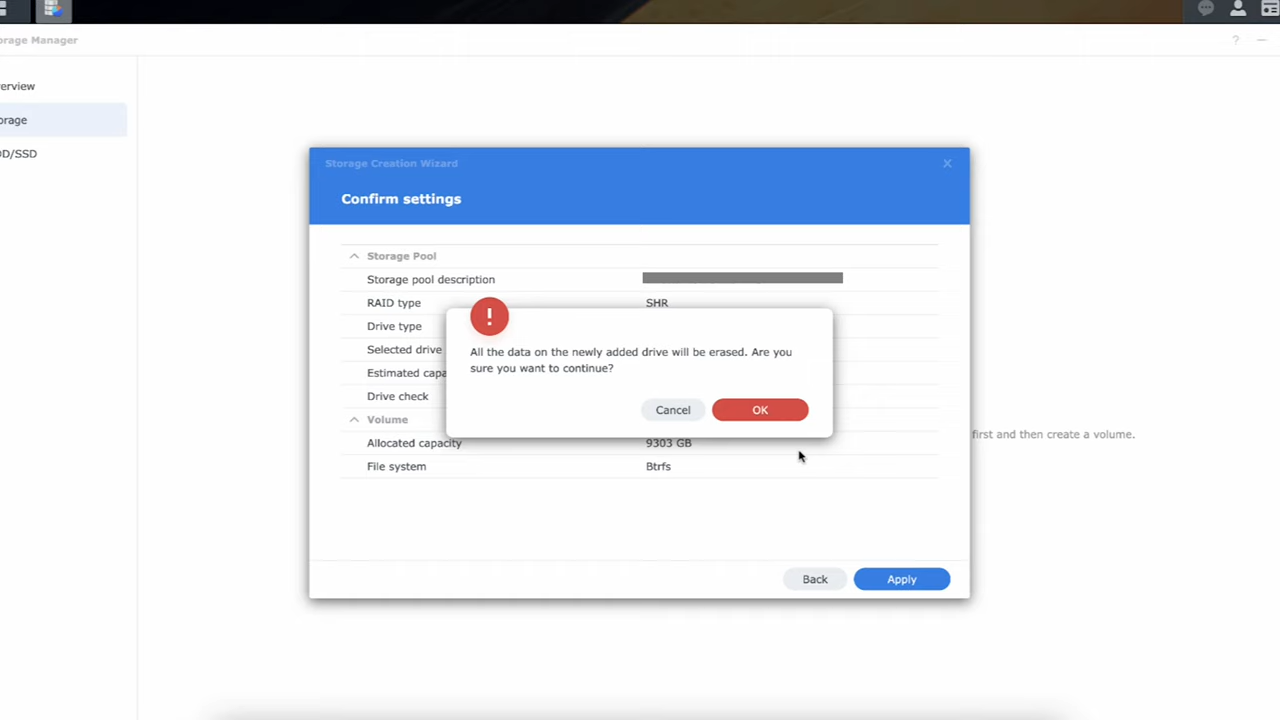 orage Manager
?
erview
orage
D/SSD
Storage Creation Wizard
Confirm settings
Storage Pool
Storage pool description
RAID type SHR
Drive type
Selected drive
Estimated capa
Drive check
!
All the data on the newly added drive will be erased. Are you
sure you want to continue?
Cancel OK
Volume
first and then create a volume.
Allocated capacity 9303 GB
File system Btrfs
Back Apply